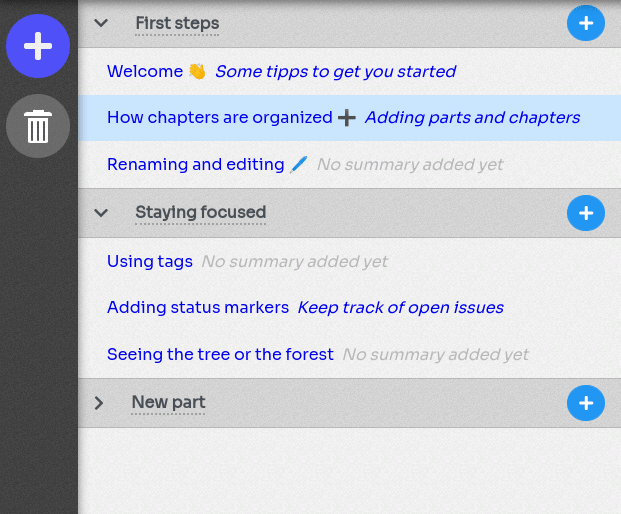 First steps
Welcome 👋 Some tipps to get you started
How chapters are organized ➕ Adding parts and chapters
Renaming and editing 🖊️ No summary added yet
Staying focused
Using tags No summary added yet
Adding status markers Keep track of open issues
Seeing the tree or the forest No summary added yet
New part